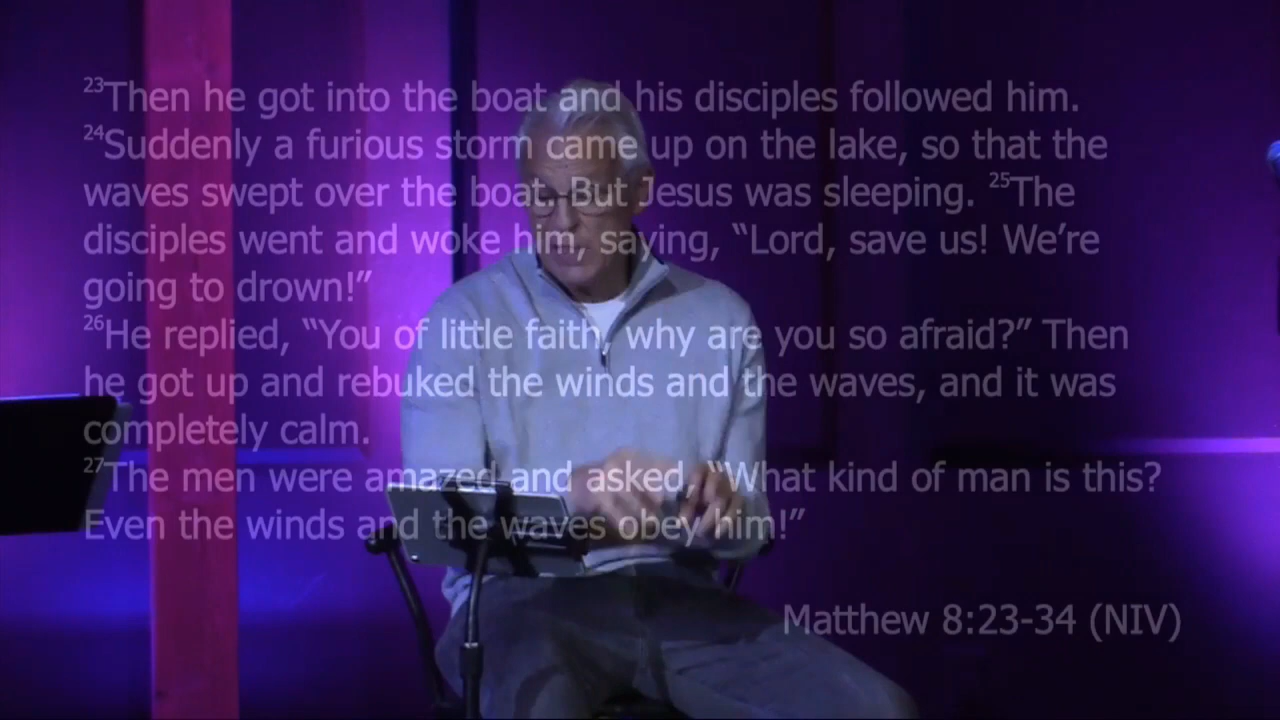 23Then he got into the boat and his disciples followed him.
24Suddenly a furious storm came up on the lake, so that the
waves swept over the boat. But Jesus was sleeping. 25The
disciples went and woke him, saying, “Lord, save us! We’re
going to drown!”
26He replied, “You of little faith, why are you so afraid?” Then
he got up and rebuked the winds and the waves, and it was
completely calm.
27The men were amazed and asked, “What kind of man is this?
Even the winds and the waves obey him!”
Matthew 8:23-34 (NIV)